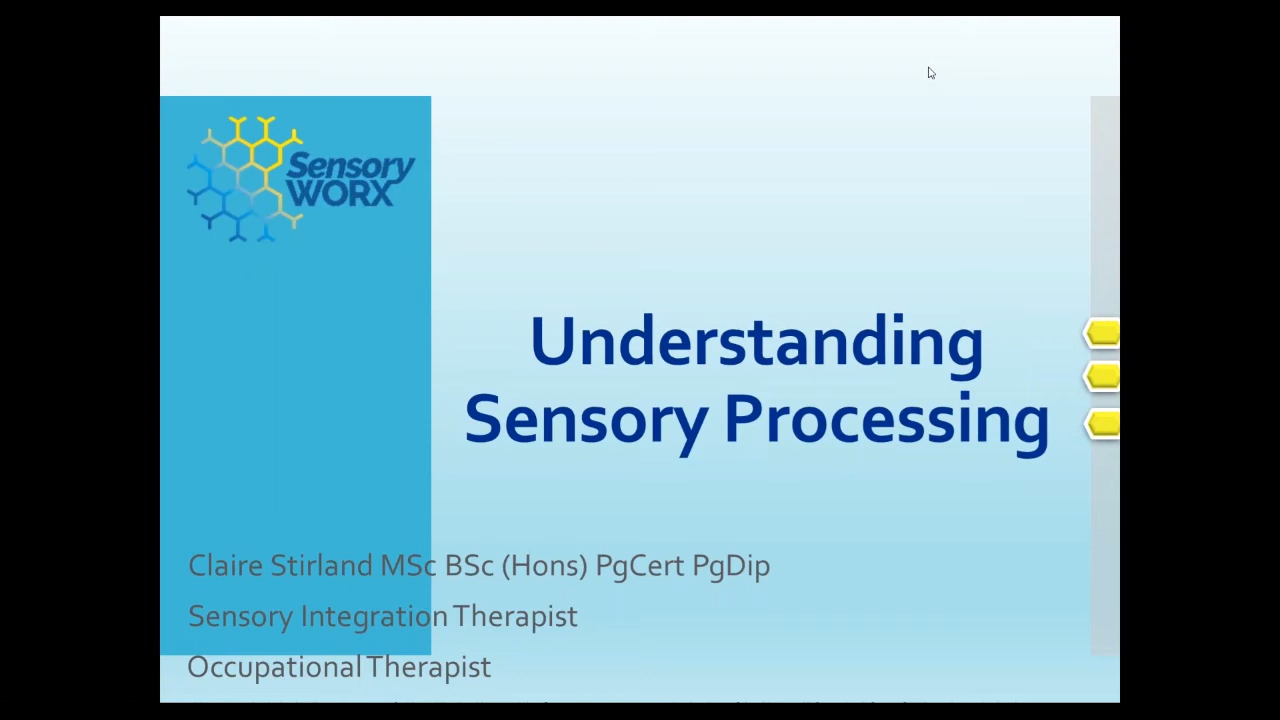 Sensory
WORX
Understanding
Sensory Processing
Claire Stirland MSc BSc (Hons) PgCert PgDip
Sensory Integration Therapist
Occupational Therapist